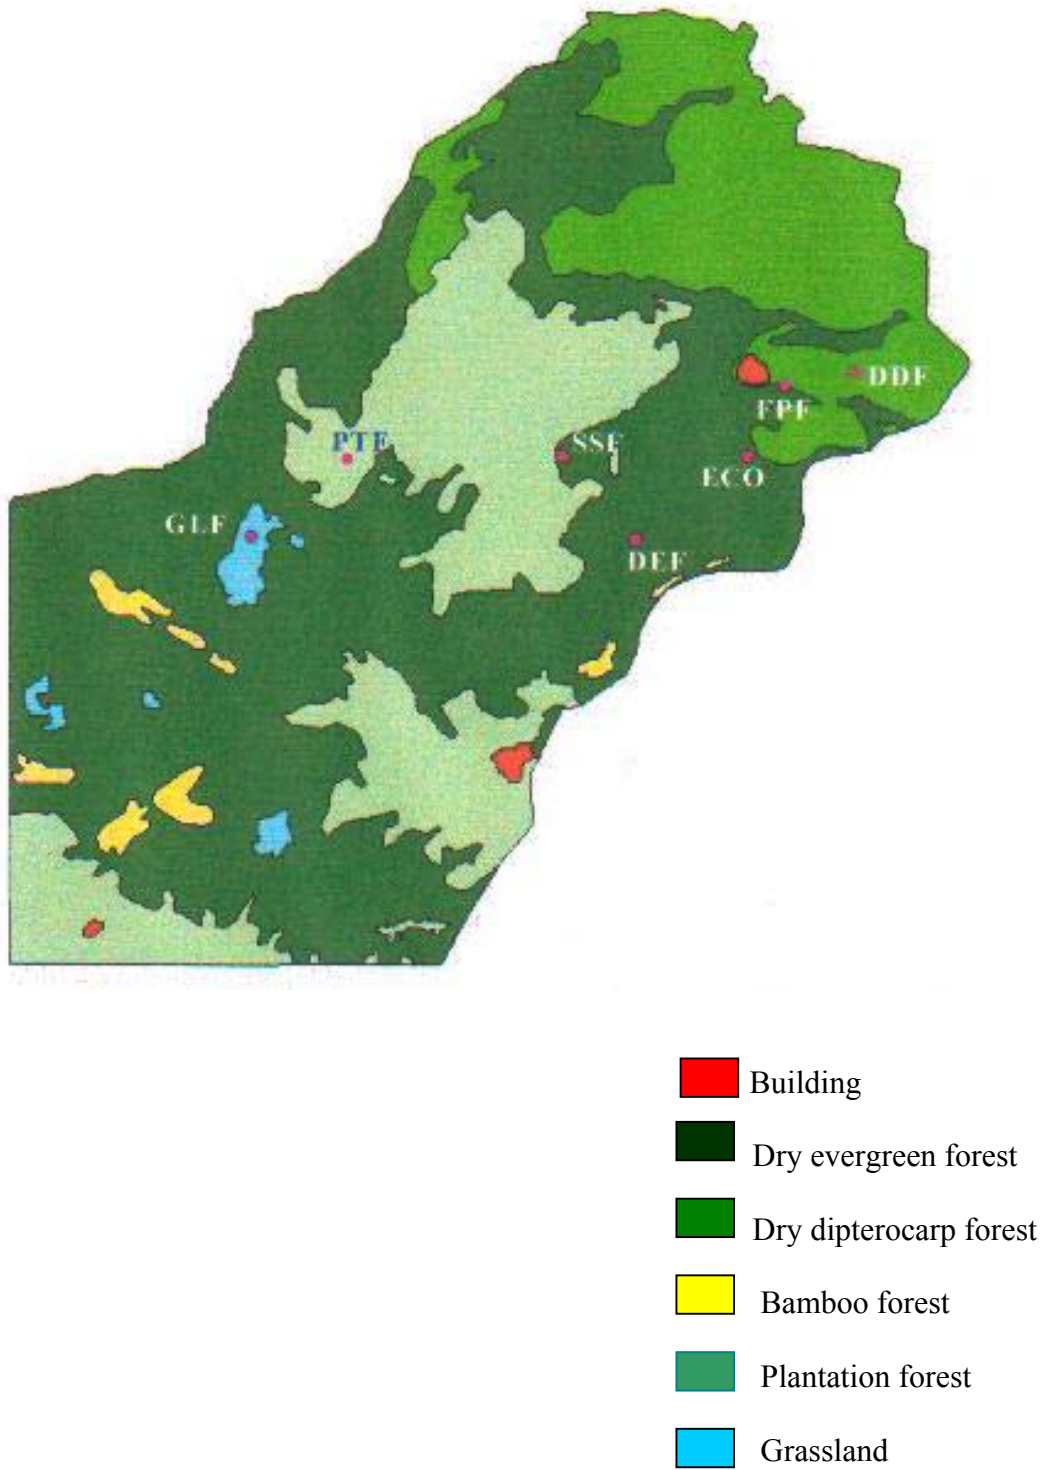 DDF
FPF
PTF
SSF
ECO
GLF
DEF
Building
Dry evergreen forest
Dry dipterocarp forest
Bamboo forest
Plantation forest
Grassland